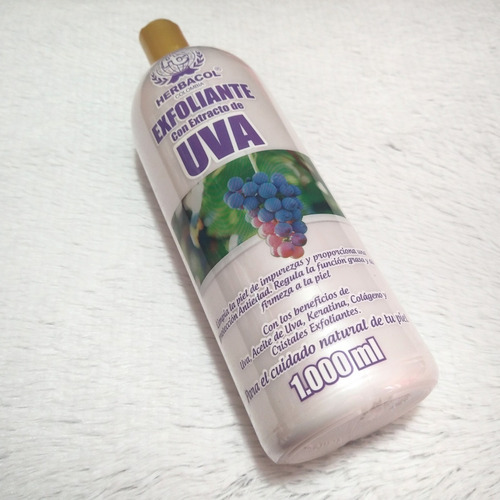 HC
HERBACOL
COLOMBIA
EXFOLIANTE
con Extracto de
UVA
Limpia la piel de impurezas y proporciona una
protección Antiedad. Regula la función grasa y da
firmeza a la piel
Con los beneficios de
Uva, Aceite de Uva, Keratina, Colágeno y
Cristales Exfoliantes.
Para el cuidado natural de tu piel
1.000 ml